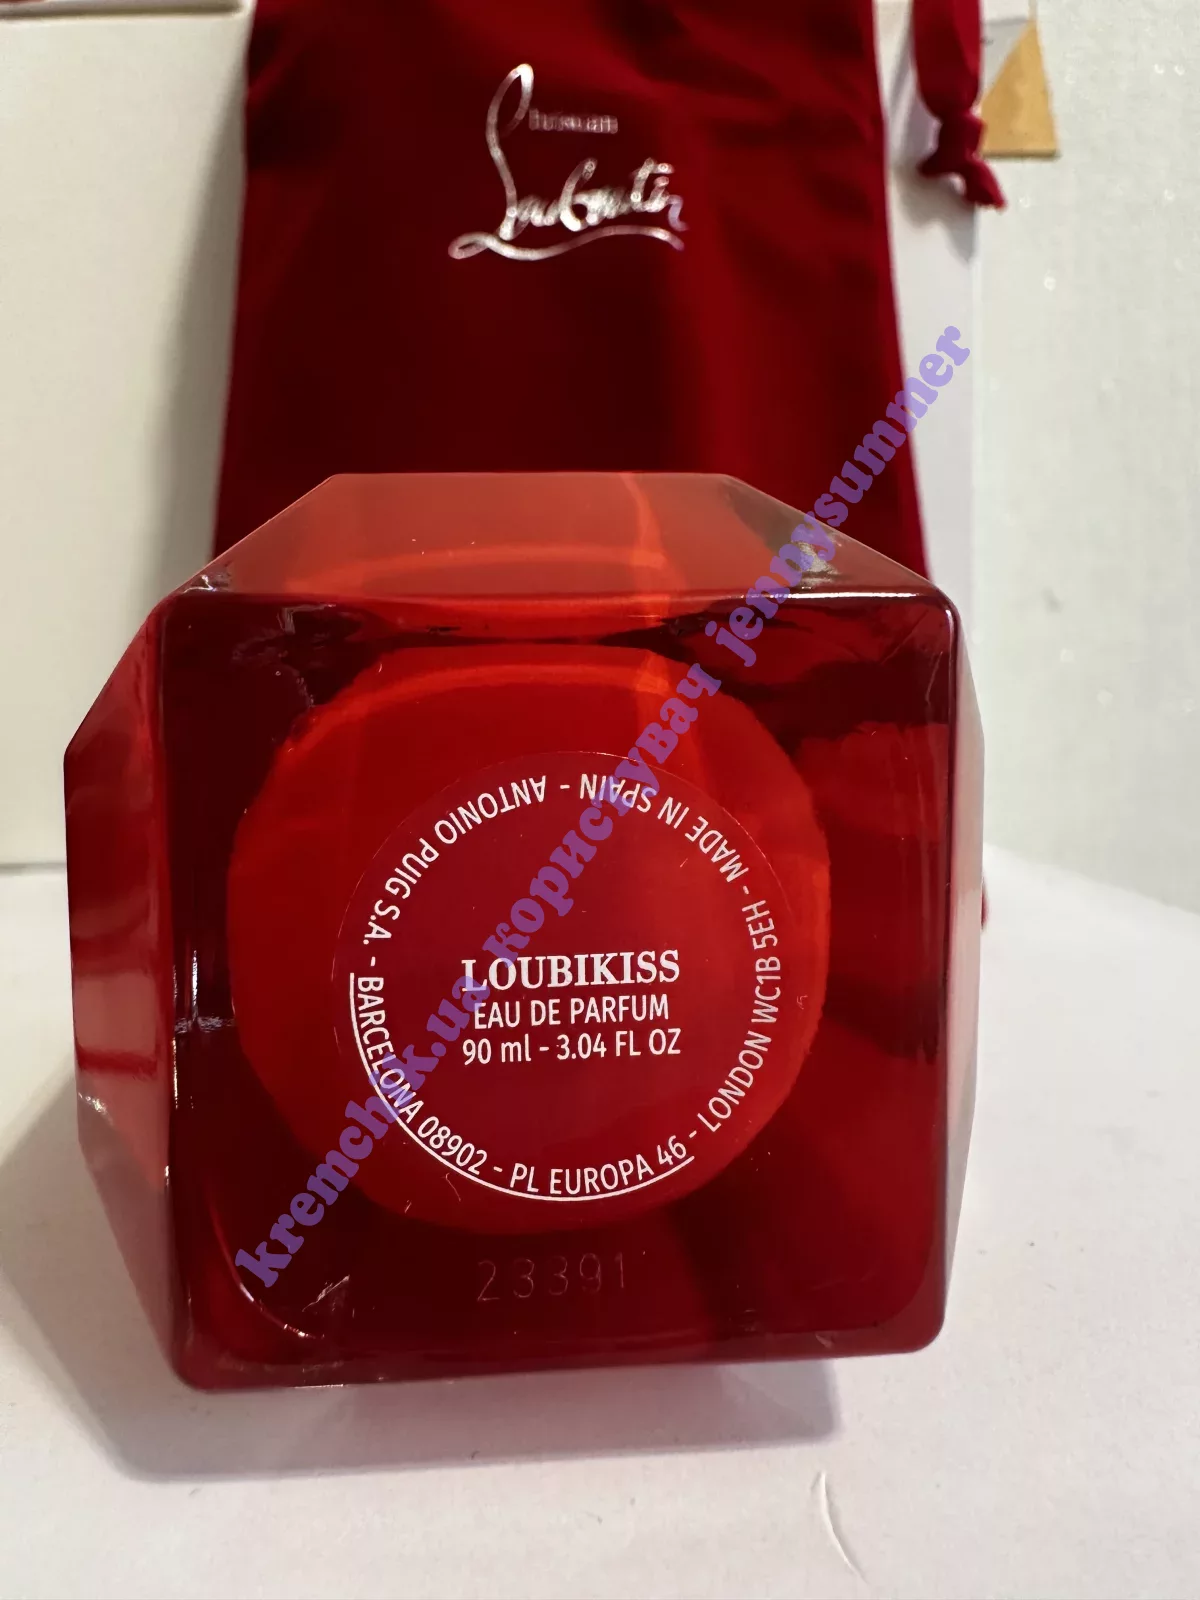 Christian
Louboutin
LOUBIKISS
EAU DE PARFUM
90 ml - 3.04 FL OZ
ANTONIO PUIG S.A. - BARCELONA 08902 - PL EUROPA 46 - LONDON WC1B 5EH - MADE IN SPAIN -
23391
kremchik.ua користувач jennysummer